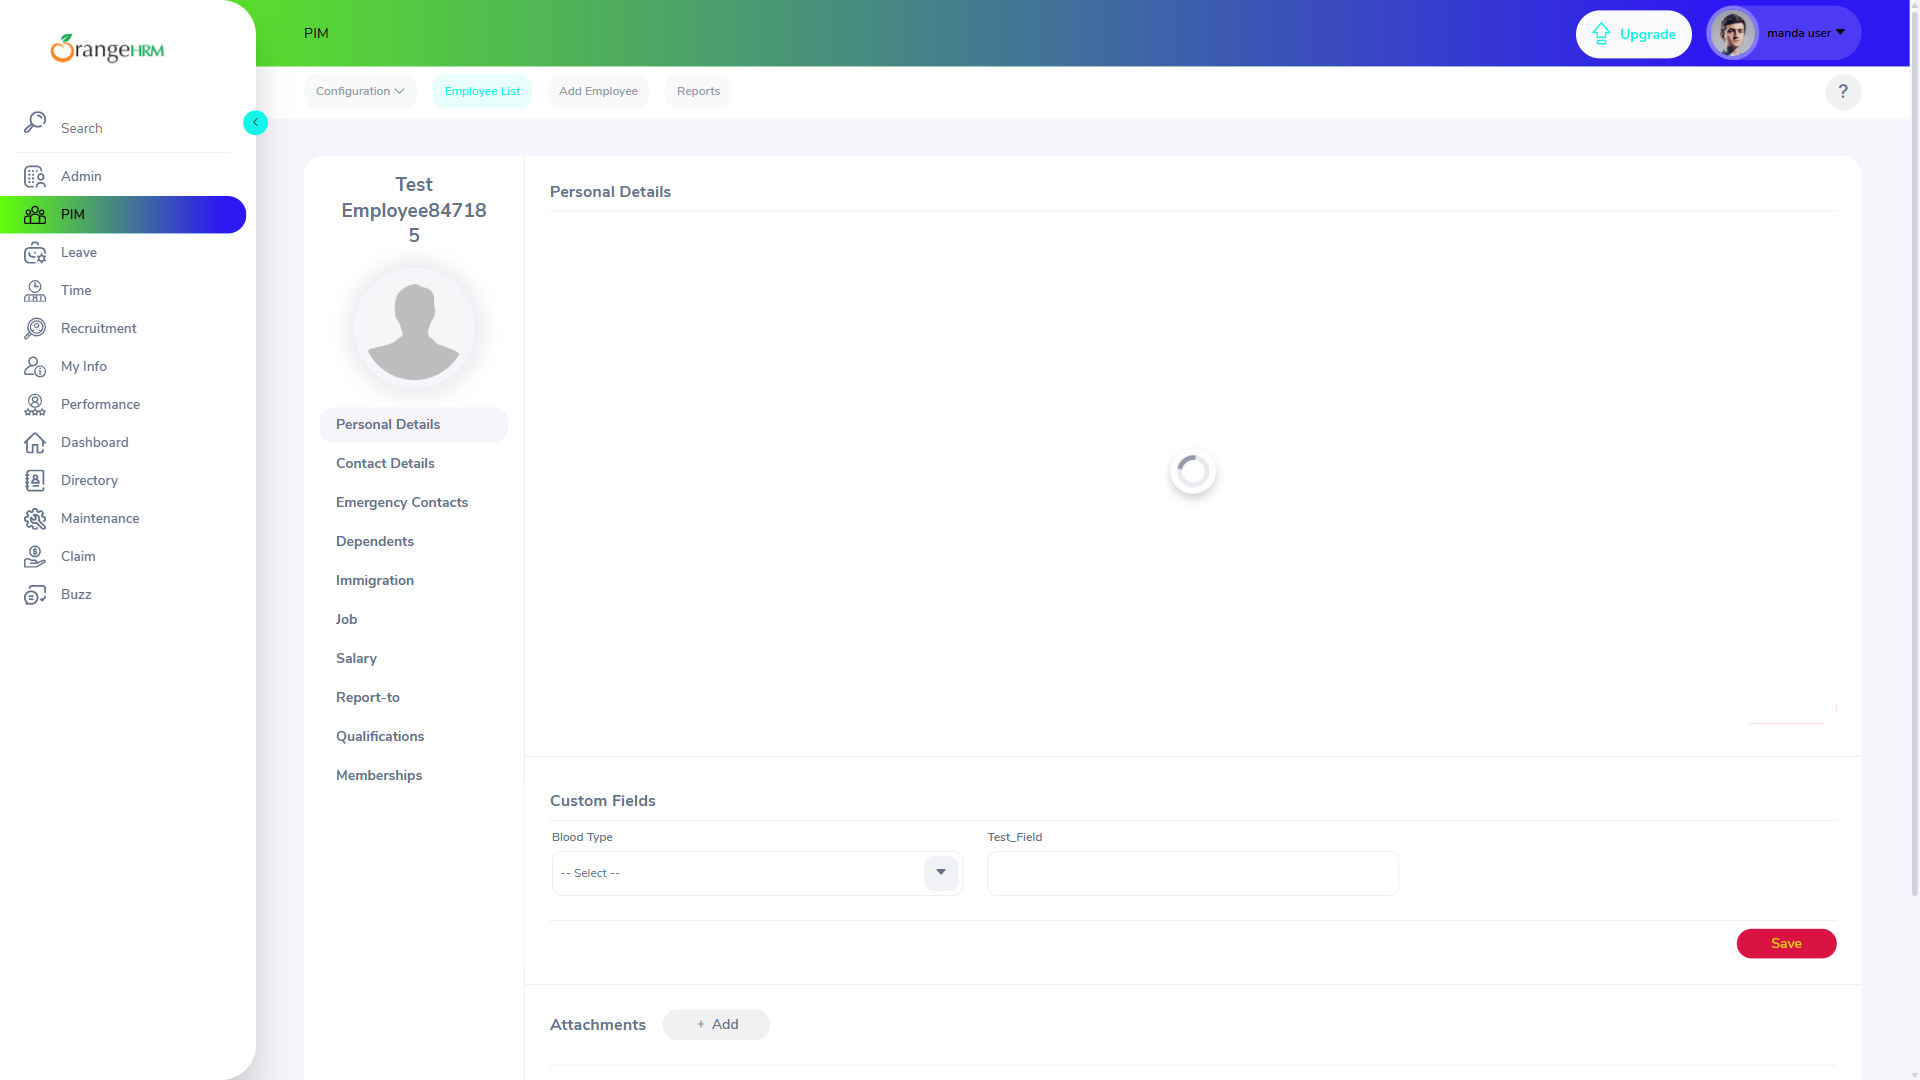 OrangeHRM
PIM
Upgrade
manda user
Configuration
Employee List
Add Employee
Reports
?
Search
Admin
PIM
Leave
Time
Recruitment
My Info
Performance
Dashboard
Directory
Maintenance
Claim
Buzz
Test
Employee84718
5
Personal Details
Contact Details
Emergency Contacts
Dependents
Immigration
Job
Salary
Report-to
Qualifications
Memberships
Personal Details
Custom Fields
Blood Type
Test_Field
-- Select --
Save
Attachments
+ Add